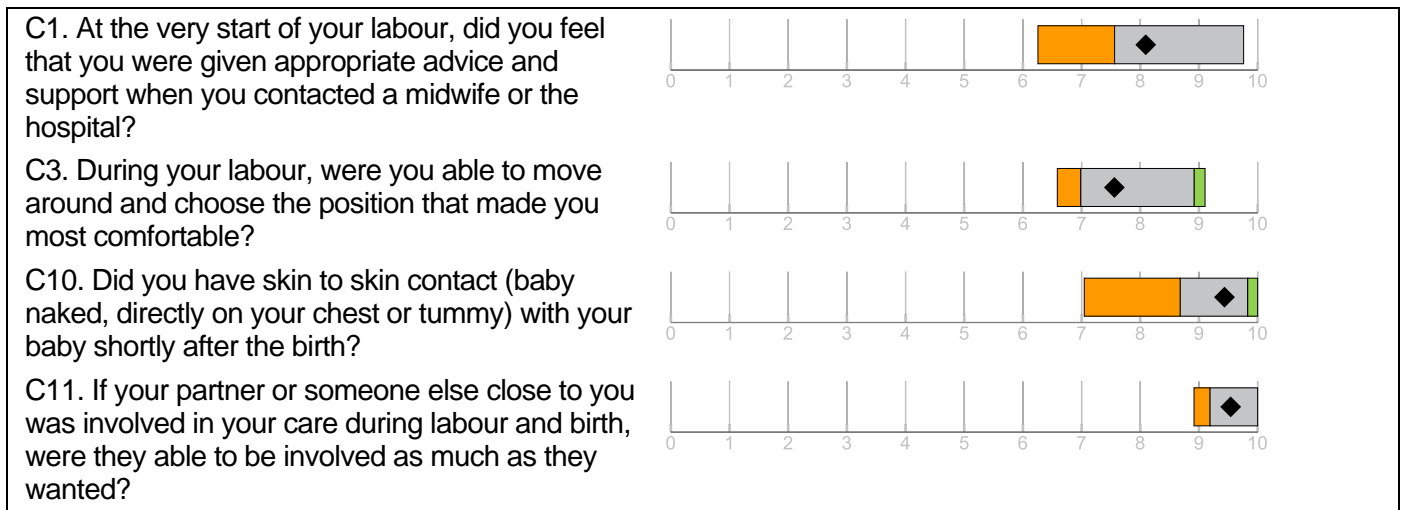 C1. At the very start of your labour, did you feel
that you were given appropriate advice and
support when you contacted a midwife or the
hospital?
0 1 2 3 4 5 6 7 8 9 10
C3. During your labour, were you able to move
around and choose the position that made you
most comfortable?
0 1 2 3 4 5 6 7 8 9 10
C10. Did you have skin to skin contact (baby
naked, directly on your chest or tummy) with your
baby shortly after the birth?
0 1 2 3 4 5 6 7 8 9 10
C11. If your partner or someone else close to you
was involved in your care during labour and birth,
were they able to be involved as much as they
wanted?
0 1 2 3 4 5 6 7 8 9 10